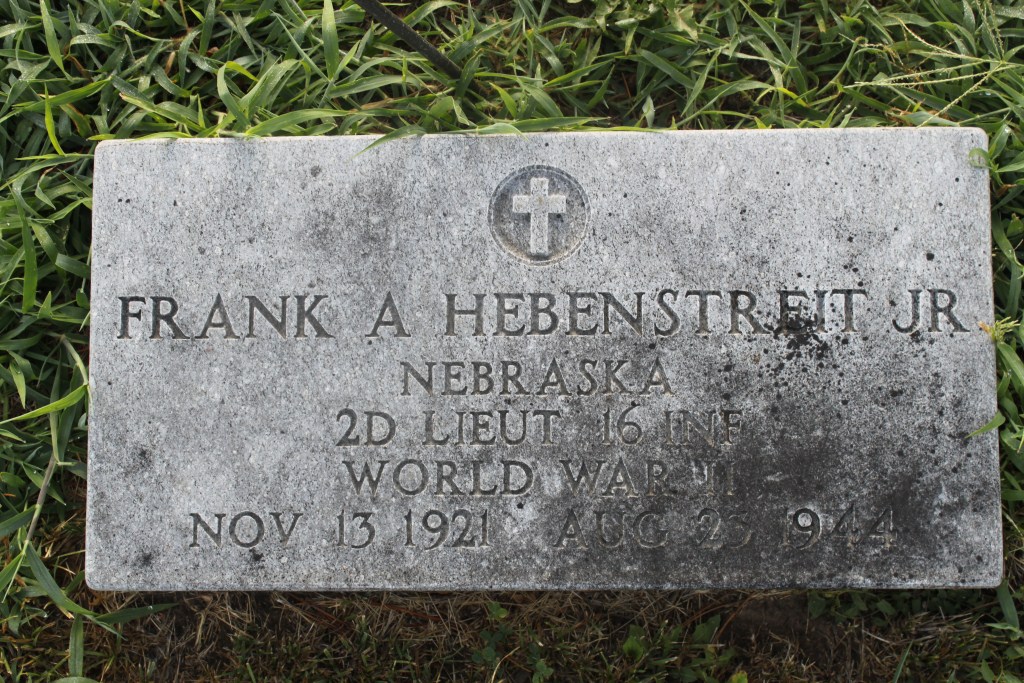 FRANK A HEBENSTREIT JR
NEBRASKA
2D LIEUT 16 INF
WORLD WAR II
NOV 13 1921 AUG 23 1944